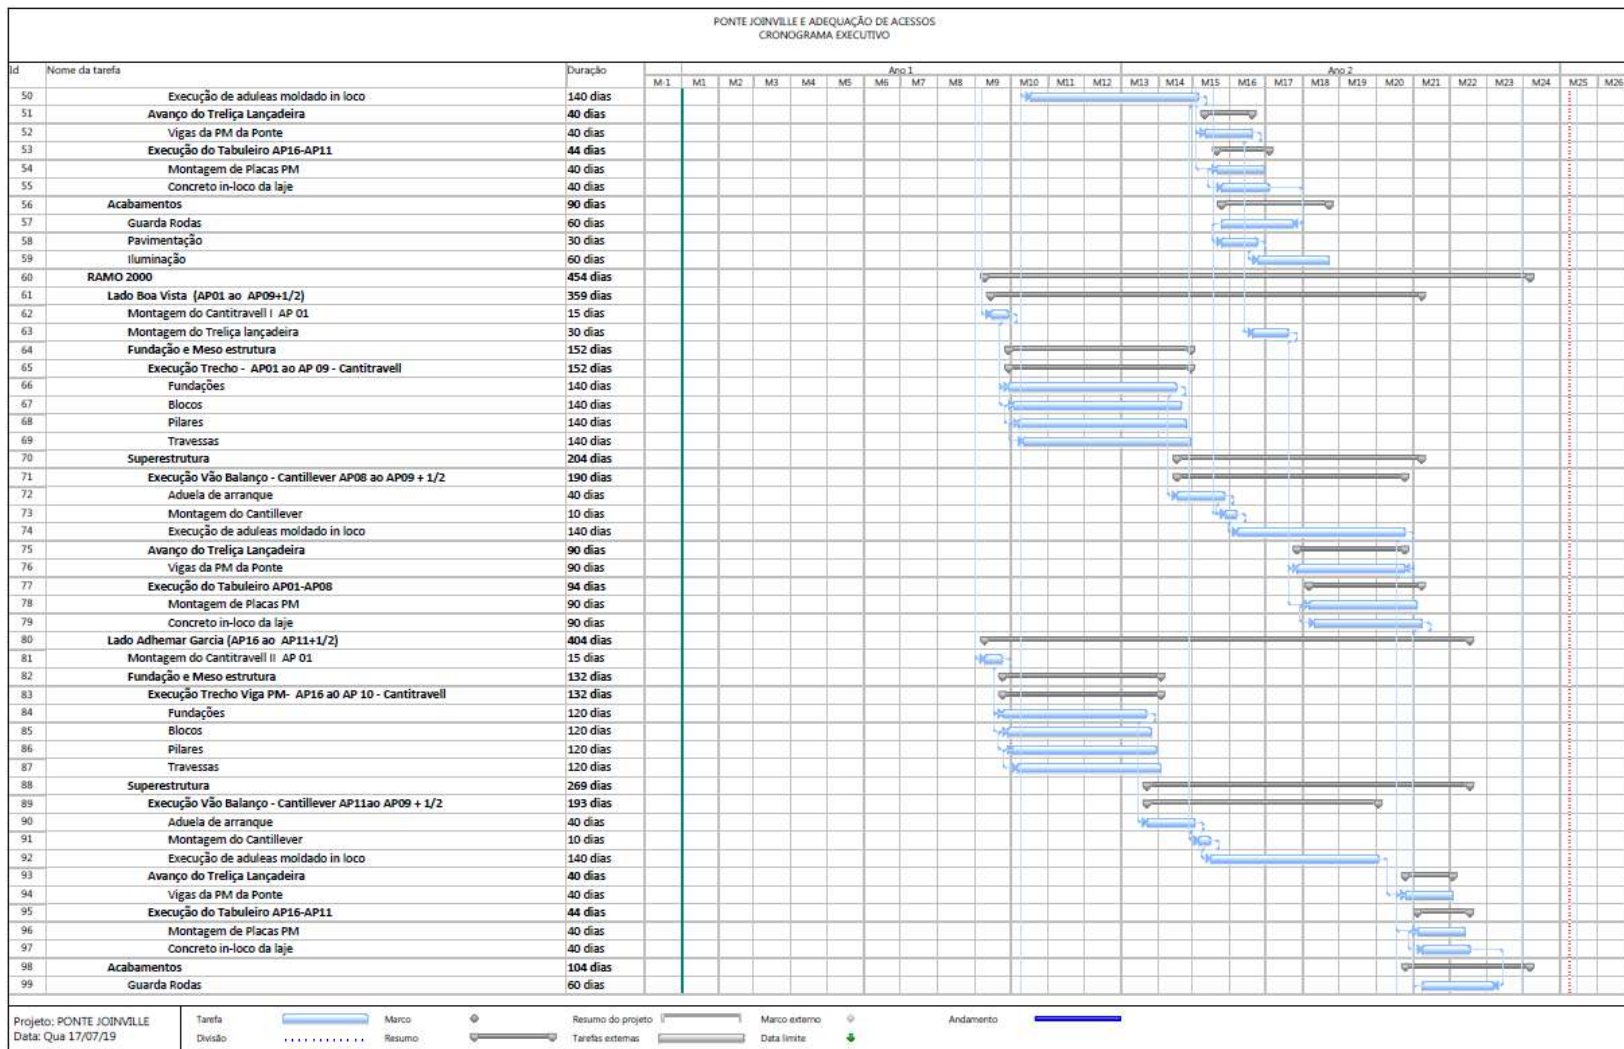 PONTE JOINVILLE E ADEQUAÇÃO DE ACESSOS
CRONOGRAMA EXECUTIVO
Id Nome da tarefa Duração Ano 1 Ano 2
M-1 M1 M2 M3 M4 M5 M6 M7 M8 M9 M10 M11 M12 M13 M14 M15 M16 M17 M18 M19 M20 M21 M22 M23 M24 M25 M26
50 Execução de aduleas moldado in loco 140 dias
51 Avanço do Treliça Lançadeira 40 dias
52 Vigas da PM da Ponte 40 dias
53 Execução do Tabuleiro AP16-AP11 44 dias
54 Montagem de Placas PM 40 dias
55 Concreto in-loco da laje 40 dias
56 Acabamentos 90 dias
57 Guarda Rodas 60 dias
58 Pavimentação 30 dias
59 Iluminação 60 dias
60 RAMO 2000 454 dias
61 Lado Boa Vista (AP01 ao AP09+1/2) 359 dias
62 Montagem do Cantitravell I AP 01 15 dias
63 Montagem do Treliça lançadeira 30 dias
64 Fundação e Meso estrutura 152 dias
65 Execução Trecho - AP01 ao AP 09 - Cantitravell 152 dias
66 Fundações 140 dias
67 Blocos 140 dias
68 Pilares 140 dias
69 Travessas 140 dias
70 Superestrutura 204 dias
71 Execução Vão Balanço - Cantillever AP08 ao AP09 + 1/2 190 dias
72 Aduela de arranque 40 dias
73 Montagem do Cantillever 10 dias
74 Execução de aduleas moldado in loco 140 dias
75 Avanço do Treliça Lançadeira 90 dias
76 Vigas da PM da Ponte 90 dias
77 Execução do Tabuleiro AP01-AP08 94 dias
78 Montagem de Placas PM 90 dias
79 Concreto in-loco da laje 90 dias
80 Lado Adhemar Garcia (AP16 ao AP11+1/2) 404 dias
81 Montagem do Cantitravell II AP 01 15 dias
82 Fundação e Meso estrutura 132 dias
83 Execução Trecho Viga PM- AP16 a0 AP 10 - Cantitravell 132 dias
84 Fundações 120 dias
85 Blocos 120 dias
86 Pilares 120 dias
87 Travessas 120 dias
88 Superestrutura 269 dias
89 Execução Vão Balanço - Cantillever AP11ao AP09 + 1/2 193 dias
90 Aduela de arranque 40 dias
91 Montagem do Cantillever 10 dias
92 Execução de aduleas moldado in loco 140 dias
93 Avanço do Treliça Lançadeira 40 dias
94 Vigas da PM da Ponte 40 dias
95 Execução do Tabuleiro AP16-AP11 44 dias
96 Montagem de Placas PM 40 dias
97 Concreto in-loco da laje 40 dias
98 Acabamentos 104 dias
99 Guarda Rodas 60 dias
Projeto: PONTE JOINVILLE
Data: Qua 17/07/19
Tarefa Marco Resumo do projeto Marco externo Andamento
Divisão Resumo Tarefas externas Data limite